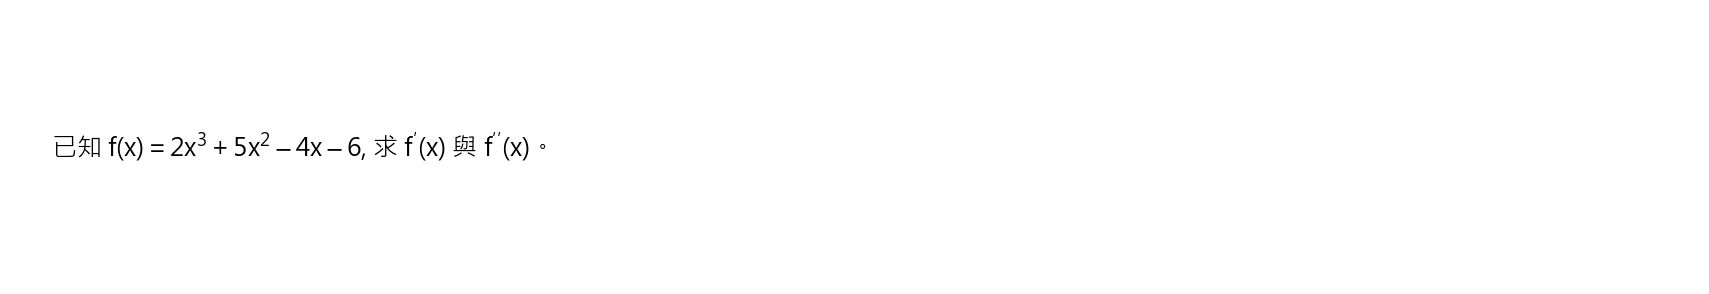 已知 f(x) = 2x³ + 5x² – 4x – 6, 求 f′(x) 與 f′′(x)。